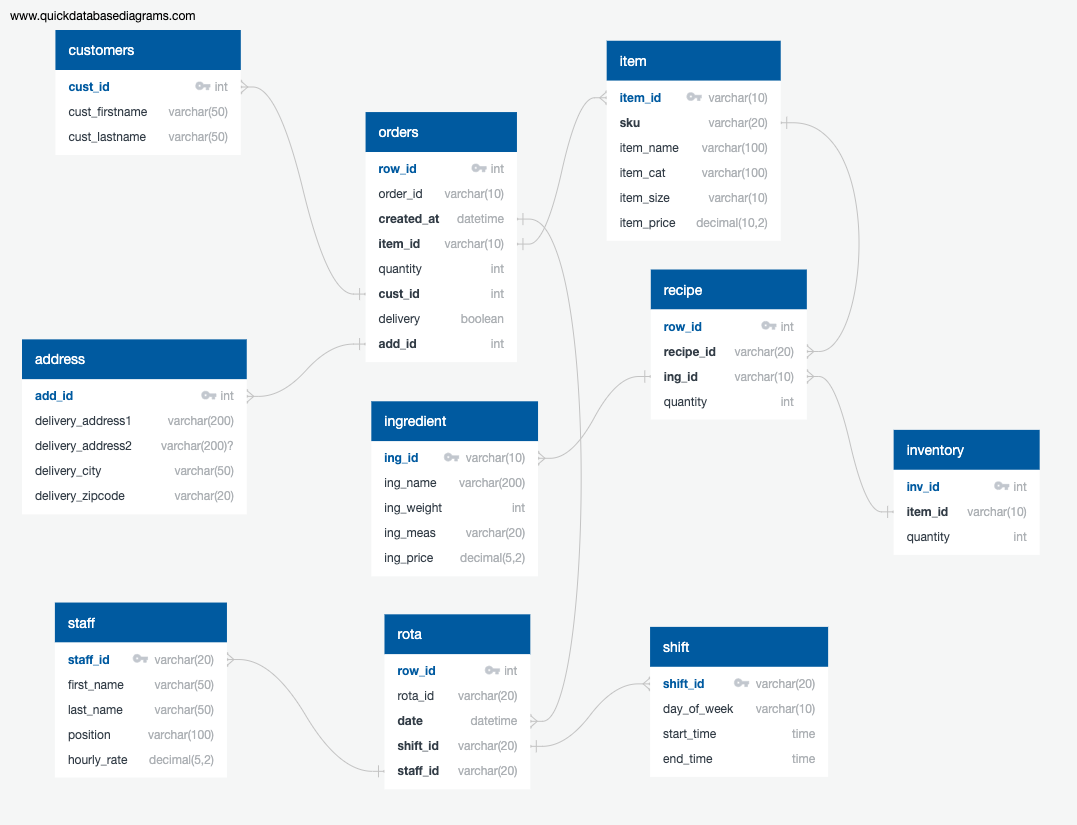 www.quickdatabasediagrams.com
customers
cust_id int
cust_firstname varchar(50)
cust_lastname varchar(50)
orders
row_id int
order_id varchar(10)
created_at datetime
item_id varchar(10)
quantity int
cust_id int
delivery boolean
add_id int
item
item_id varchar(10)
sku varchar(20)
item_name varchar(100)
item_cat varchar(100)
item_size varchar(10)
item_price decimal(10,2)
recipe
row_id int
recipe_id varchar(20)
ing_id varchar(10)
quantity int
address
add_id int
delivery_address1 varchar(200)
delivery_address2 varchar(200)?
delivery_city varchar(50)
delivery_zipcode varchar(20)
ingredient
ing_id varchar(10)
ing_name varchar(200)
ing_weight int
ing_meas varchar(20)
ing_price decimal(5,2)
inventory
inv_id int
item_id varchar(10)
quantity int
staff
staff_id varchar(20)
first_name varchar(50)
last_name varchar(50)
position varchar(100)
hourly_rate decimal(5,2)
rota
row_id int
rota_id varchar(20)
date datetime
shift_id varchar(20)
staff_id varchar(20)
shift
shift_id varchar(20)
day_of_week varchar(10)
start_time time
end_time time